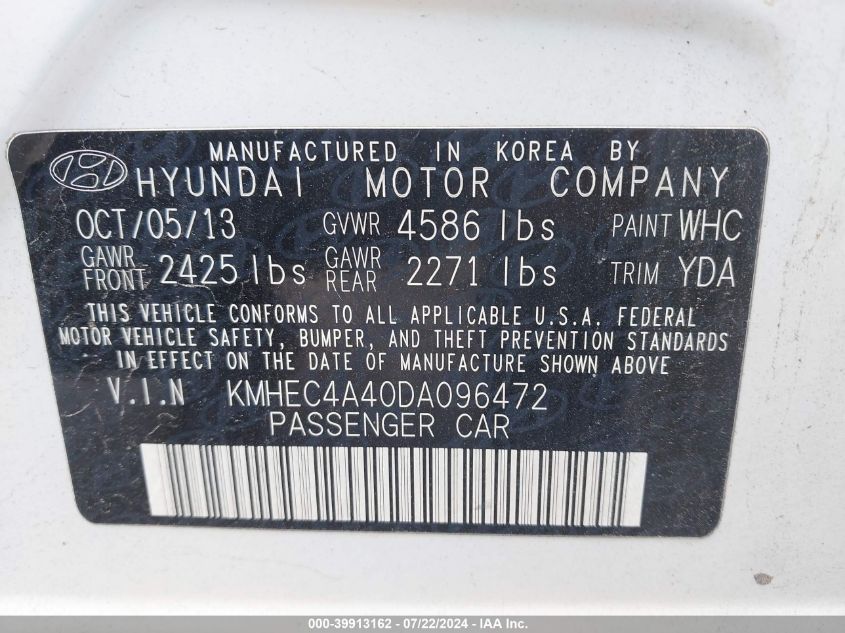 MANUFACTURED IN KOREA BY
HYUNDAI MOTOR COMPANY
OCT/05/13 GVWR 4586 lbs PAINT WHC
GAWR FRONT 2425 lbs GAWR REAR 2271 lbs TRIM YDA
THIS VEHICLE CONFORMS TO ALL APPLICABLE U.S.A. FEDERAL
MOTOR VEHICLE SAFETY, BUMPER, AND THEFT PREVENTION STANDARDS
IN EFFECT ON THE DATE OF MANUFACTURE SHOWN ABOVE
V.I.N KMHEC4A40DA096472
PASSENGER CAR
000-39913162 - 07/22/2024 - IAA Inc.